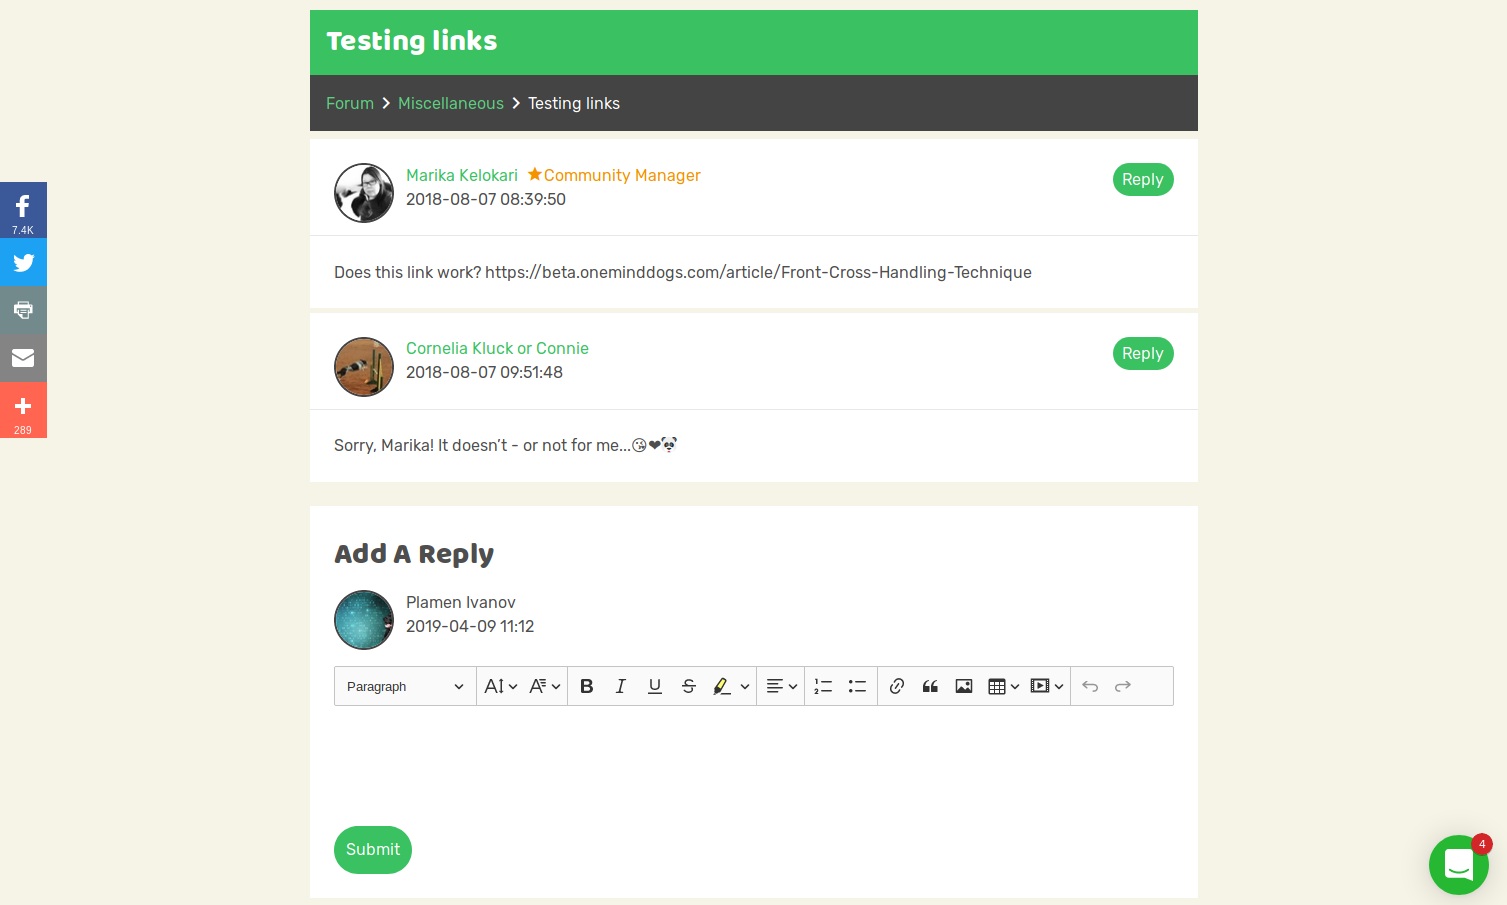 Testing links
Forum > Miscellaneous > Testing links
Marika Kelokari ★Community Manager
2018-08-07 08:39:50
Reply
Does this link work? https://beta.oneminddogs.com/article/Front-Cross-Handling-Technique
Cornelia Kluck or Connie
2018-08-07 09:51:48
Reply
Sorry, Marika! It doesn’t - or not for me...😘❤🐼
7.4K
289
Add A Reply
Plamen Ivanov
2019-04-09 11:12
Paragraph
Submit
4